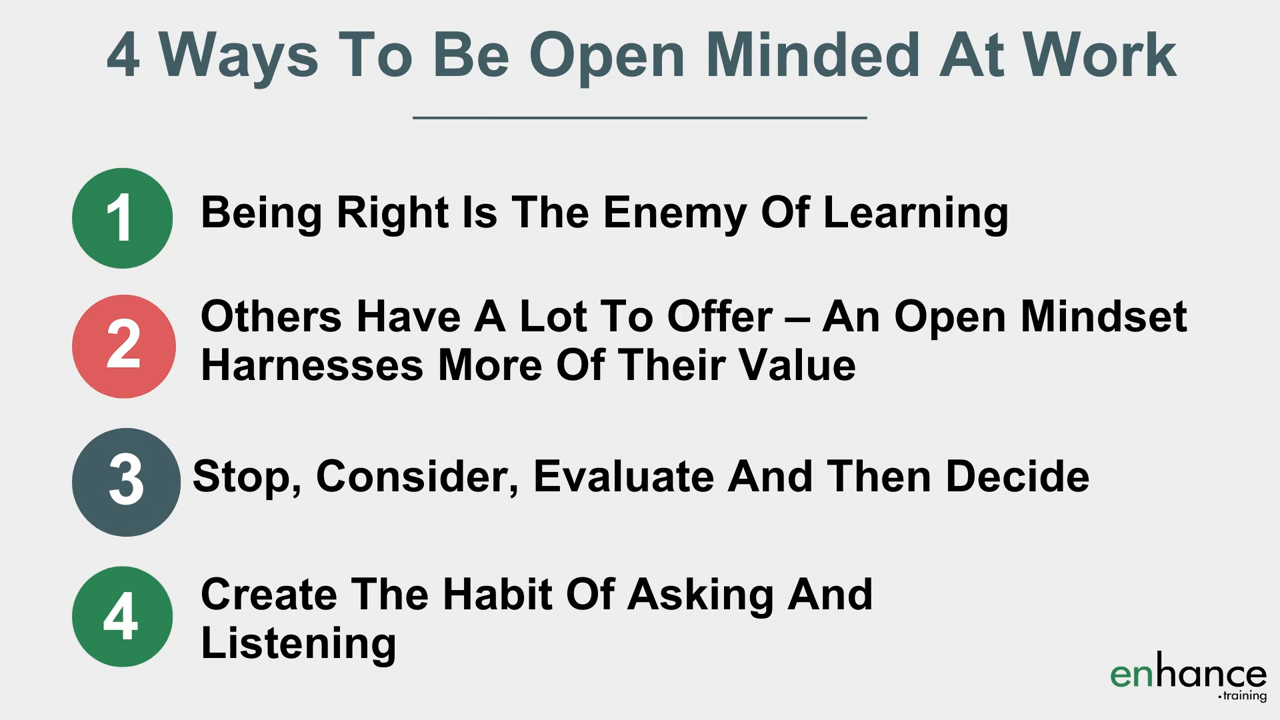 4 Ways To Be Open Minded At Work
1
Being Right Is The Enemy Of Learning
2
Others Have A Lot To Offer – An Open Mindset
Harnesses More Of Their Value
3
Stop, Consider, Evaluate And Then Decide
4
Create The Habit Of Asking And
Listening
enhance
.training